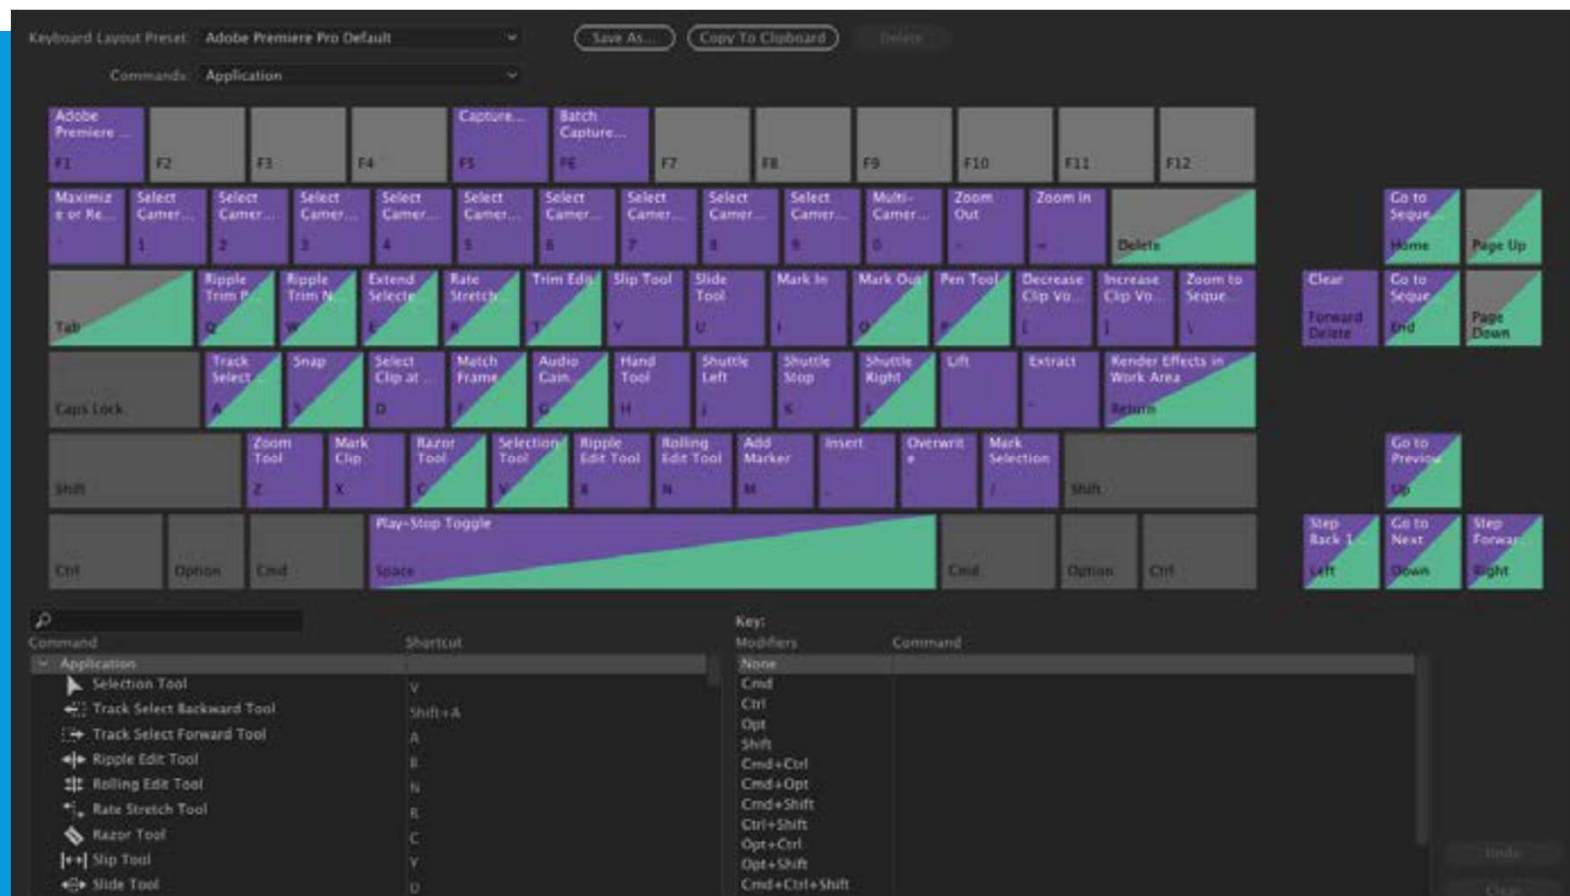 Keyboard Layout Preset: Adobe Premiere Pro Default Save As... Copy To Clipboard Delete
Commands: Application
Adobe Premiere ... F1
F2
F3
F4
Capture... F5
Batch Capture... F6
F7
F8
F9
F10
F11
F12
Maximiz e or Re... `
Select Camer... 1
Select Camer... 2
Select Camer... 3
Select Camer... 4
Select Camer... 5
Select Camer... 6
Select Camer... 7
Select Camer... 8
Select Camer... 9
Multi- Camer... 0
Zoom Out -
Zoom In =
Delete
Go to Seque... Home
Page Up
Tab
Ripple Trim P... Q
Ripple Trim N... W
Extend Selecte... E
Rate Stretch... R
Trim Edit T
Slip Tool Y
Slide Tool U
Mark In I
Mark Out O
Pen Tool P
Decrease Clip Vo... [
Increase Clip Vo... ]
Zoom to Seque... \
Clear Forward Delete
Go to Seque... End
Page Down
Caps Lock
Track Select ... A
Snap S
Select Clip at ... D
Match Frame F
Audio Gain... G
Hand Tool H
Shuttle Left J
Shuttle Stop K
Shuttle Right L
Lift ;
Extract '
Render Effects in Work Area Return
Shift
Zoom Tool Z
Mark Clip X
Razor Tool C
Selection Tool V
Ripple Edit Tool B
Rolling Edit Tool N
Add Marker M
Insert ,
Overwrit e .
Mark Selection /
Shift
Go to Previou... Up
Ctrl
Option
Cmd
Play-Stop Toggle Space
Cmd
Option
Ctrl
Step Back 1... Left
Go to Next Down
Step Forwar... Right
Key:
Command Shortcut
Modifiers Command
Application
Selection Tool V
Track Select Backward Tool Shift+A
Track Select Forward Tool A
Ripple Edit Tool B
Rolling Edit Tool N
Rate Stretch Tool R
Razor Tool C
Slip Tool Y
Slide Tool U
None
Cmd
Ctrl
Opt
Shift
Cmd+Ctrl
Cmd+Opt
Cmd+Shift
Ctrl+Shift
Opt+Ctrl
Opt+Shift
Cmd+Ctrl+Shift
Undo
Clear